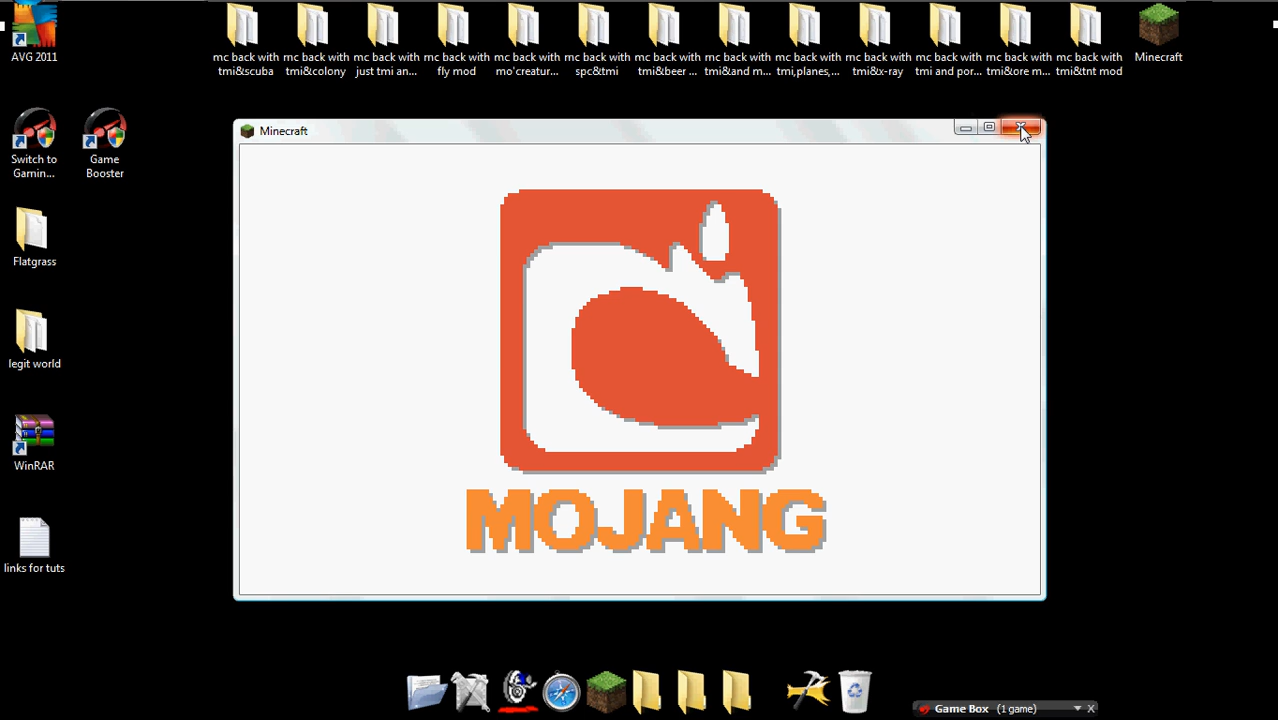 AVG 2011
mc back with
tmi&scuba
mc back with
tmi&colony
mc back with
just tmi an...
mc back with
fly mod
mc back with
mo'creatur...
mc back with
spc&tmi
mc back with
tmi&beer ...
mc back with
tmi&and m...
mc back with
tmi,planes,...
mc back with
tmi&x-ray
mc back with
tmi and por...
mc back with
tmi&ore m...
mc back with
tmi&tnt mod
Minecraft
Switch to
Gamin...
Game
Booster
Flatgrass
legit world
WinRAR
links for tuts
Minecraft
MOJANG
Game Box (1 game)